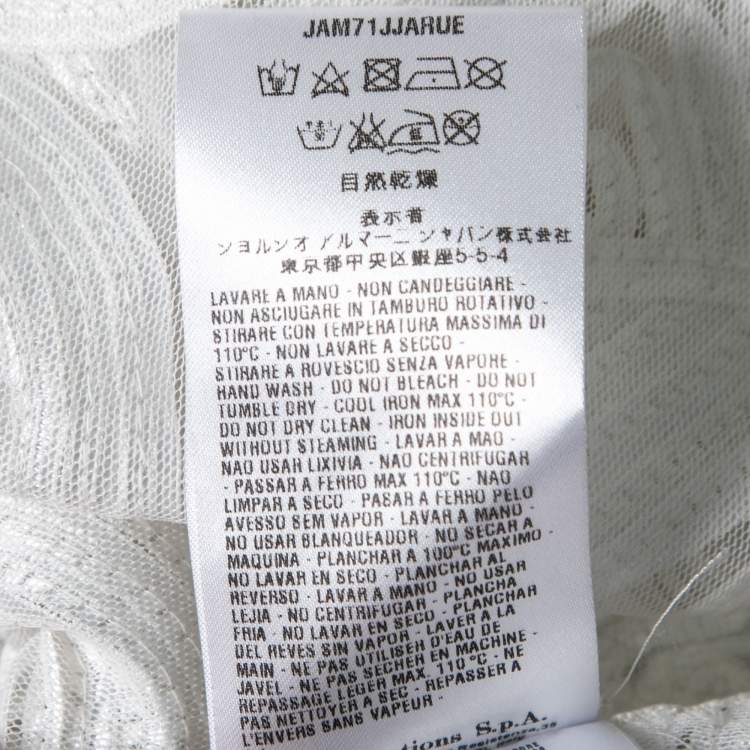 JAM71JJARUE
自然乾燥
表示者
ンョルンオ アルマーニ ンャパン株式会社
東京都中央区銀座5-5-4
LAVARE A MANO - NON CANDEGGIARE -
NON ASCIUGARE IN TAMBURO ROTATIVO -
STIRARE CON TEMPERATURA MASSIMA DI
110°C - NON LAVARE A SECCO -
STIRARE A ROVESCIO SENZA VAPORE -
HAND WASH - DO NOT BLEACH - DO NOT
TUMBLE DRY - COOL IRON MAX 110°C -
DO NOT DRY CLEAN - IRON INSIDE OUT
WITHOUT STEAMING - LAVAR A MAO -
NAO USAR LIXIVIA - NAO CENTRIFUGAR
- PASSAR A FERRO MAX 110°C - NAO
LIMPAR A SECO - PASAR A FERRO PELO
AVESSO SEM VAPOR - LAVAR A MANO -
NO USAR BLANQUEADOR - NO SECAR A
MAQUINA - PLANCHAR A 100°C MAXIMO -
NO LAVAR EN SECO - PLANCHAR AL
REVERSO - LAVAR A MANO - NO USAR
LEJIA - NO CENTRIFUGAR - PLANCHA
FRIA - NO LAVAR EN SECO - PLANCHAR
DEL REVES SIN VAPOR - LAVER A LA
MAIN - NE PAS UTILISER D'EAU DE
JAVEL - NE PAS SECHER EN MACHINE -
REPASSAGE LEGER MAX. 110°C - NE
PAS NETTOYER A SEC - REPASSER A
L'ENVERS SANS VAPEUR -
tions S.p.A.